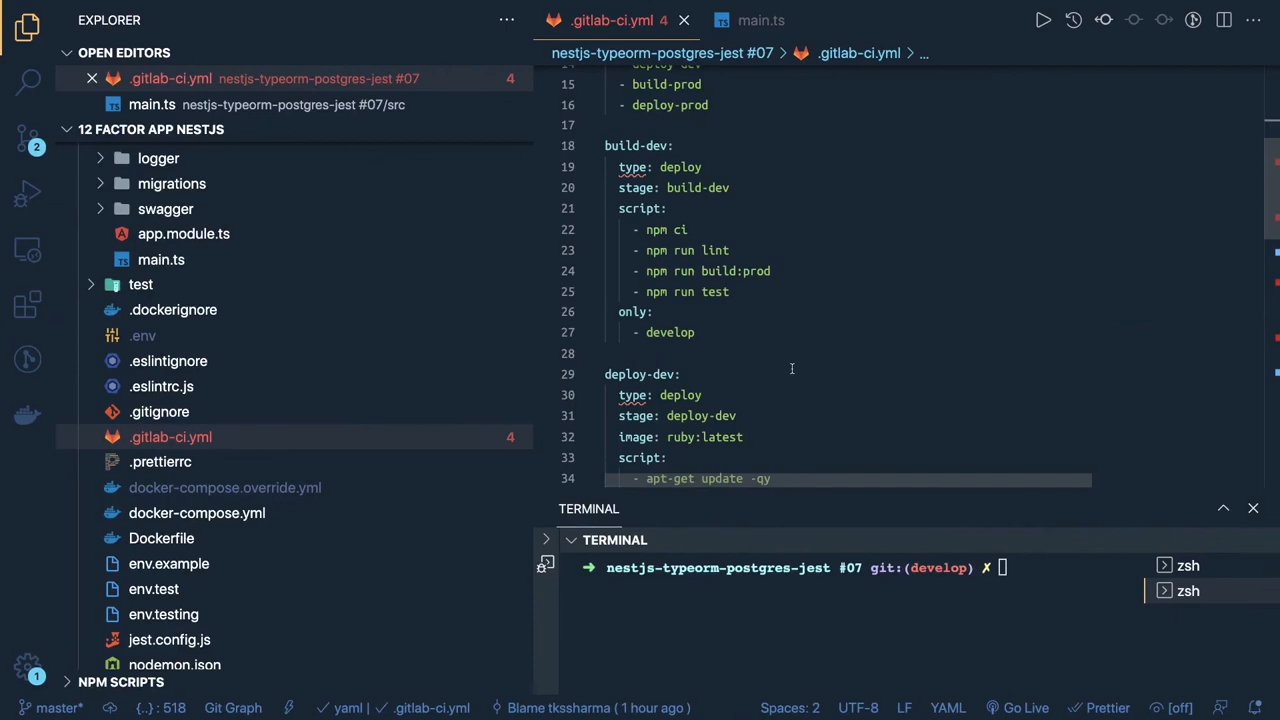 EXPLORER
OPEN EDITORS
.gitlab-ci.yml nestjs-typeorm-postgres-jest #07 4
main.ts nestjs-typeorm-postgres-jest #07/src
12 FACTOR APP NESTJS
logger
migrations
swagger
app.module.ts
main.ts
test
.dockerignore
.env
.eslintignore
.eslintrc.js
.gitignore
.gitlab-ci.yml 4
.prettierrc
docker-compose.override.yml
docker-compose.yml
Dockerfile
env.example
env.test
env.testing
jest.config.js
nodemon.json
NPM SCRIPTS
2
1
.gitlab-ci.yml 4
main.ts
nestjs-typeorm-postgres-jest #07 > .gitlab-ci.yml > ...
14 - deploy-dev
15 - build-prod
16 - deploy-prod
17
18 build-dev:
19 type: deploy
20 stage: build-dev
21 script:
22 - npm ci
23 - npm run lint
24 - npm run build:prod
25 - npm run test
26 only:
27 - develop
28
29 deploy-dev:
30 type: deploy
31 stage: deploy-dev
32 image: ruby:latest
33 script:
34 - apt-get update -qy
TERMINAL
TERMINAL
nestjs-typeorm-postgres-jest #07 git:(develop) ✗
zsh
zsh
master* {..} : 518 Git Graph ✓ yaml | ✓ .gitlab-ci.yml Blame tkssharma ( 1 hour ago ) Spaces: 2 UTF-8 LF YAML Go Live Prettier [off]